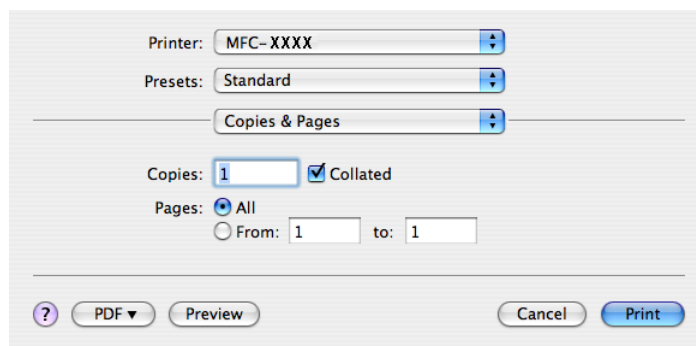 Printer: MFC-XXXX
Presets: Standard
Copies & Pages
Copies: 1 Collated
Pages: All
From: 1 to: 1
? PDF▼ Preview Cancel Print